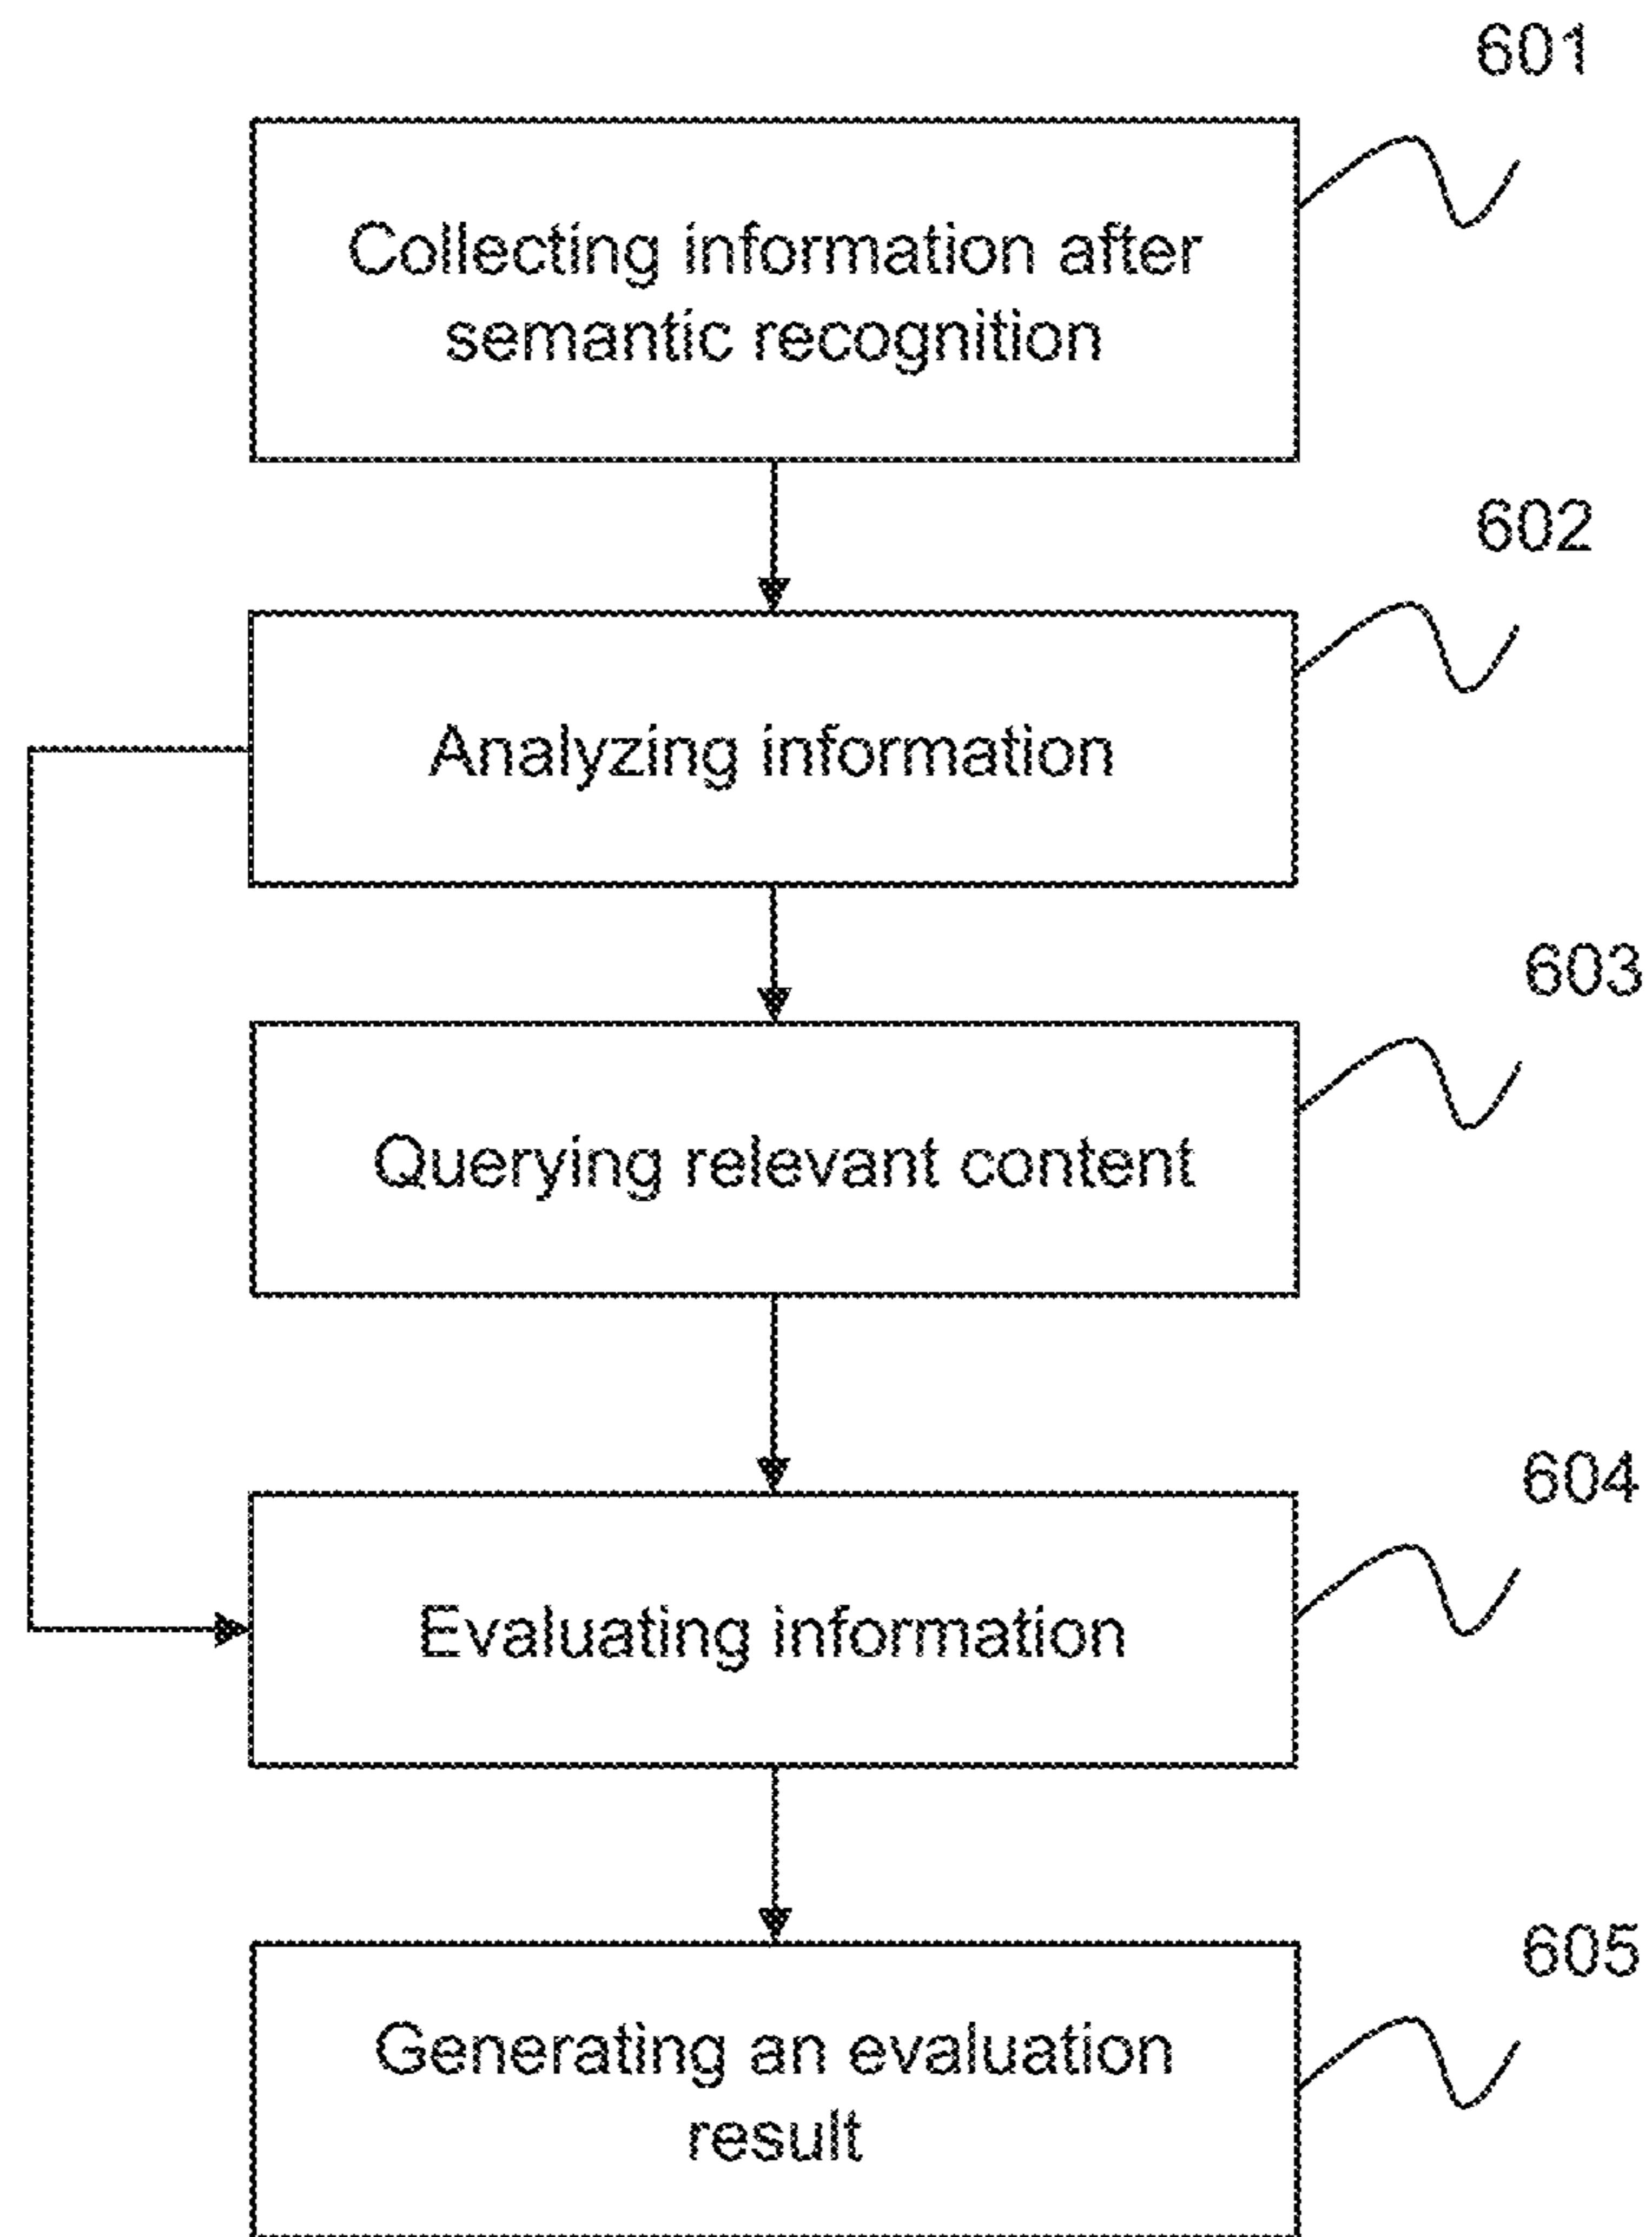 601
Collecting information after
semantic recognition
602
Analyzing information
603
Querying relevant content
604
Evaluating information
605
Generating an evaluation
result